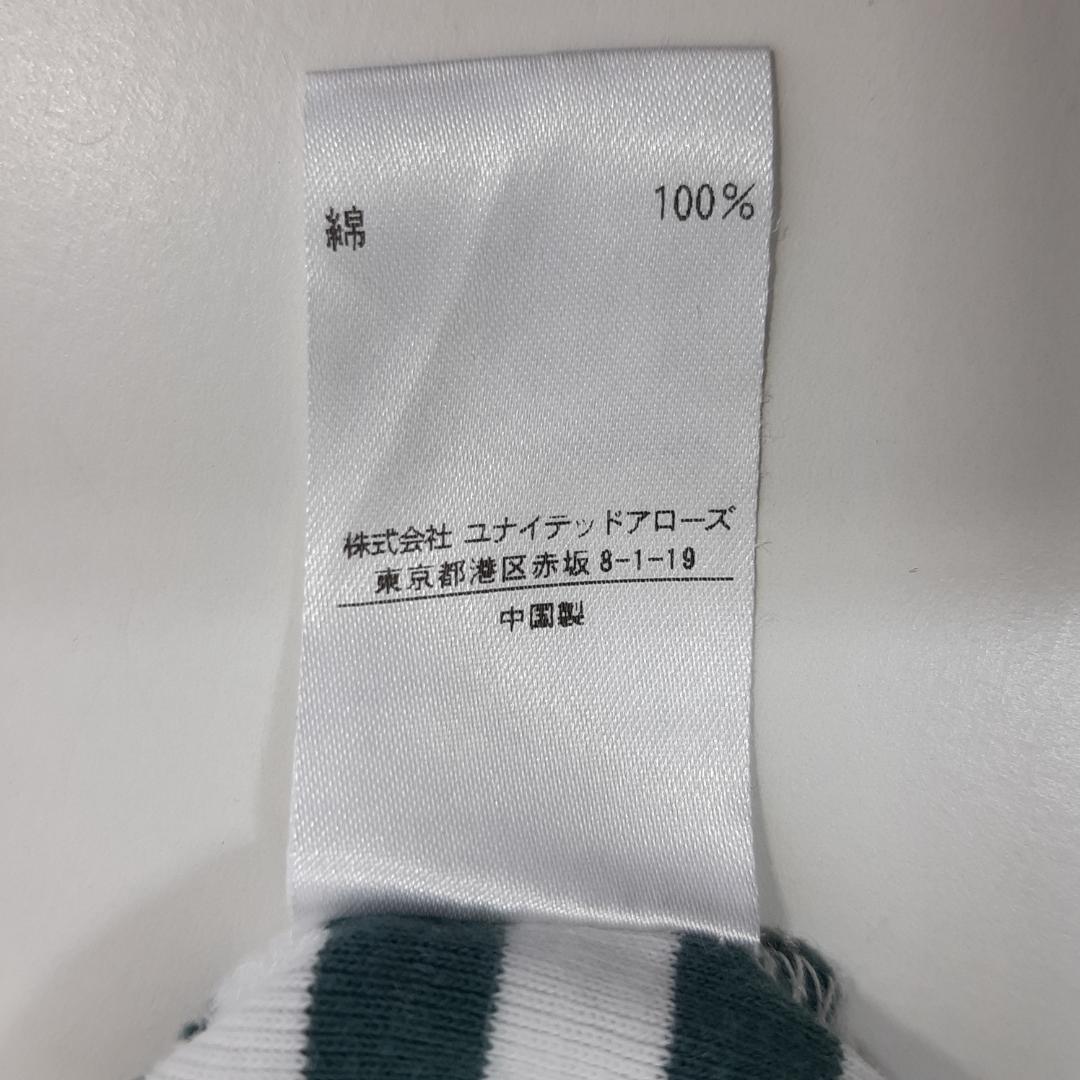 綿 100%
株式会社 ユナイテッドアローズ
東京都港区赤坂 8-1-19
中国製